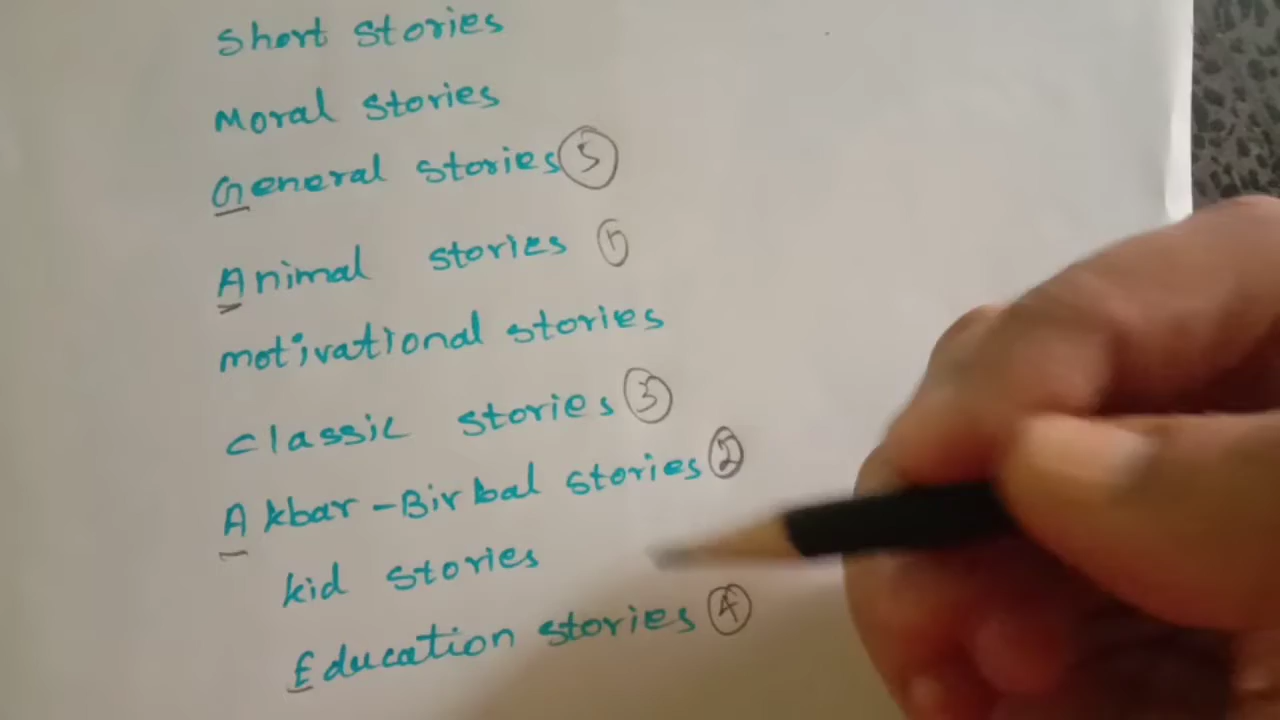 Short stories
Moral stories
General stories 5
Animal stories 1
motivational stories
classic stories 3
Akbar-Birbal stories 2
kid stories
Education stories 4